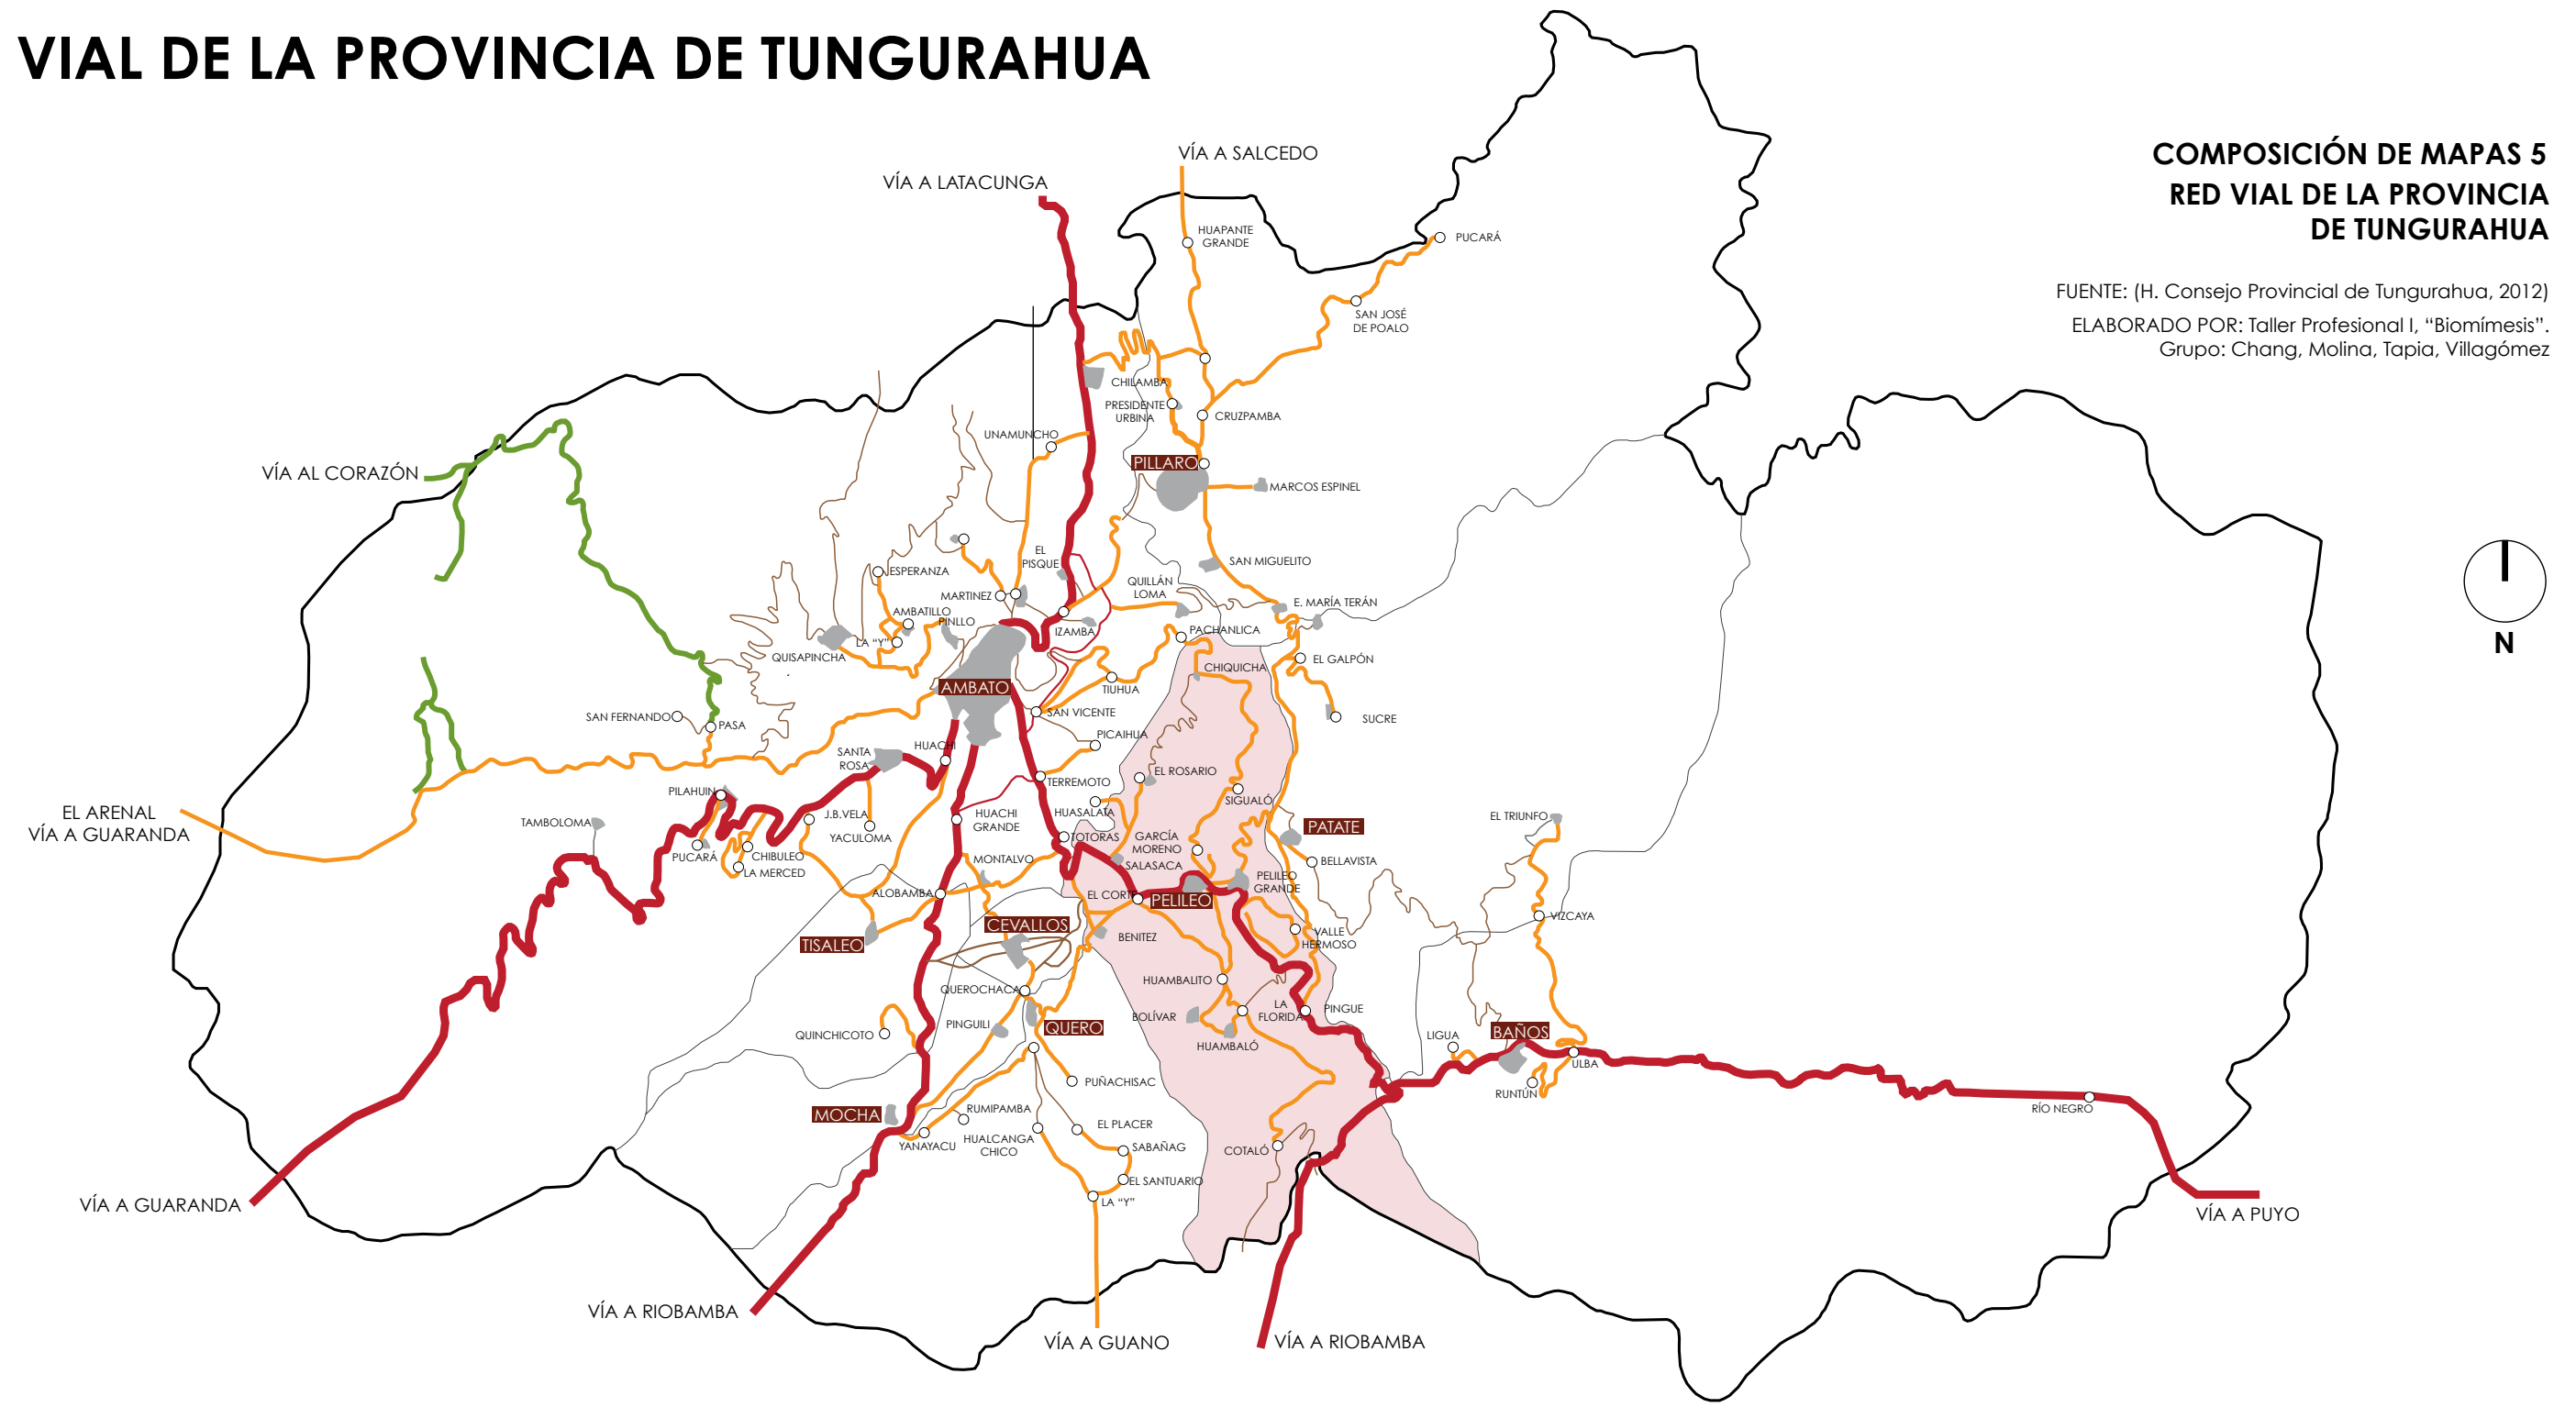 VIAL DE LA PROVINCIA DE TUNGURAHUA
COMPOSICIÓN DE MAPAS 5
RED VIAL DE LA PROVINCIA
DE TUNGURAHUA
FUENTE: (H. Consejo Provincial de Tungurahua, 2012)
ELABORADO POR: Taller Profesional I, “Biomímesis”.
Grupo: Chang, Molina, Tapia, Villagómez
N
VÍA A SALCEDO
VÍA A LATACUNGA
HUAPANTE
GRANDE
PUCARÁ
SAN JOSÉ
DE POALO
CHILAMBA
PRESIDENTE
URBINA
CRUZPAMBA
UNAMUNCHO
PILLARO
VÍA AL CORAZÓN
MARCOS ESPINEL
EL
PISQUE
SAN MIGUELITO
ESPERANZA
QUILLÁN
LOMA
MARTINEZ
E. MARÍA TERÁN
AMBATILLO
PINLLO
IZAMBA
PACHANLICA
LA “Y”
QUISAPINCHA
EL GALPÓN
CHIQUICHA
AMBATO
TIUHUA
SAN FERNANDO
PASA
SAN VICENTE
SUCRE
PICAIHUA
SANTA
ROSA
HUACHI
EL ROSARIO
TERREMOTO
PILAHUIN
SIGUALÓ
EL ARENAL
VÍA A GUARANDA
TAMBOLOMA
J.B.VELA
YACULOMA
HUACHI
GRANDE
HUASALATA
TOTORAS
GARCÍA
MORENO
PATATE
EL TRIUNFO
PUCARÁ
CHIBULEO
LA MERCED
MONTALVO
SALASACA
BELLAVISTA
PELILEO
GRANDE
ALOBAMBA
EL CORTE
PELILEO
VIZCAYA
CEVALLOS
TISALEO
BENITEZ
VALLE
HERMOSO
QUEROCHACA
HUAMBALITO
QUINCHICOTO
PINGUILI
QUERO
BOLÍVAR
LA
FLORIDA
PINGUE
HUAMBALÓ
LIGUA
BAÑOS
ULBA
PUÑACHISAC
RUNTÚN
RÍO NEGRO
MOCHA
RUMIPAMBA
EL PLACER
YANAYACU
HUALCANGA
CHICO
SABAÑAG
COTALÓ
EL SANTUARIO
LA “Y”
VÍA A GUARANDA
VÍA A PUYO
VÍA A RIOBAMBA
VÍA A GUANO
VÍA A RIOBAMBA